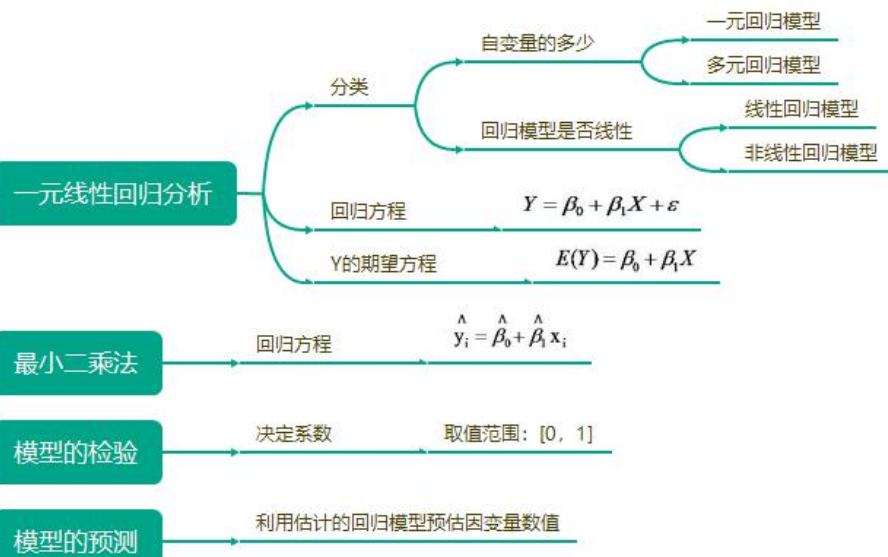 一元线性回归分析
分类
自变量的多少
一元回归模型
多元回归模型
回归模型是否线性
线性回归模型
非线性回归模型
回归方程
Y = β₀ + β₁X + ε
Y的期望方程
E(Y) = β₀ + β₁X
最小二乘法
回归方程
ŷᵢ = β̂₀ + β̂₁xᵢ
模型的检验
决定系数
取值范围：[0，1]
模型的预测
利用估计的回归模型预估因变量数值